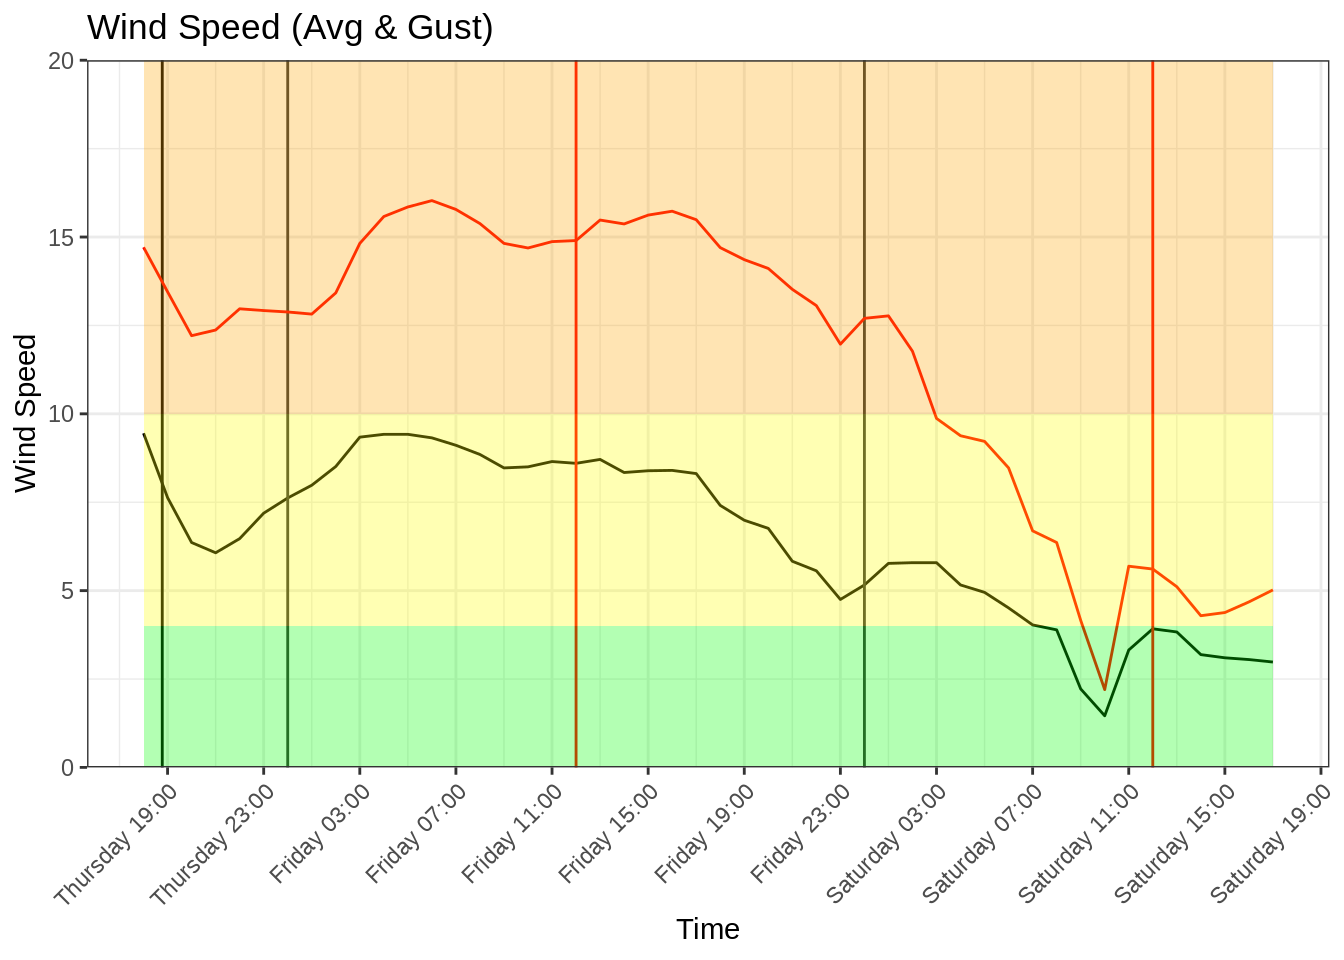 Wind Speed (Avg & Gust)
20
15
10
5
0
Wind Speed
Thursday 19:00
Thursday 23:00
Friday 03:00
Friday 07:00
Friday 11:00
Friday 15:00
Friday 19:00
Friday 23:00
Saturday 03:00
Saturday 07:00
Saturday 11:00
Saturday 15:00
Saturday 19:00
Time